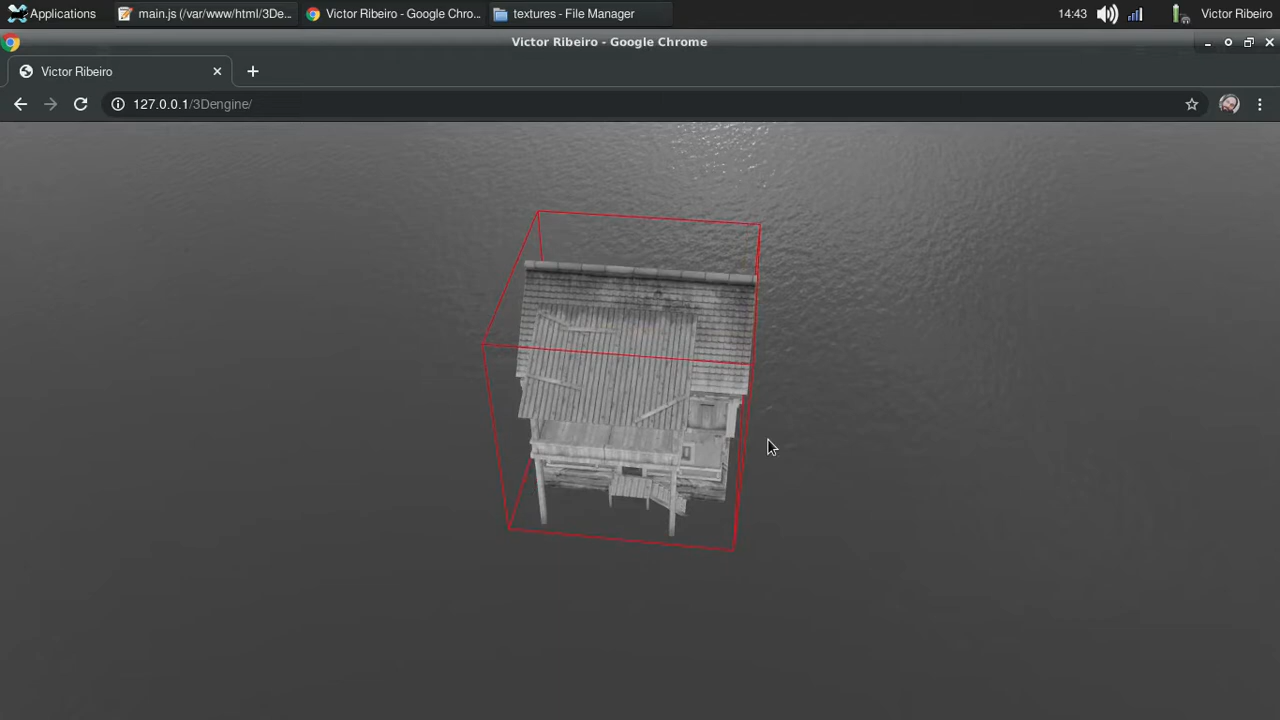 Applications
main.js (/var/www/html/3De...
Victor Ribeiro - Google Chro...
textures - File Manager
14:43
Victor Ribeiro
Victor Ribeiro - Google Chrome
Victor Ribeiro
127.0.0.1/3Dengine/